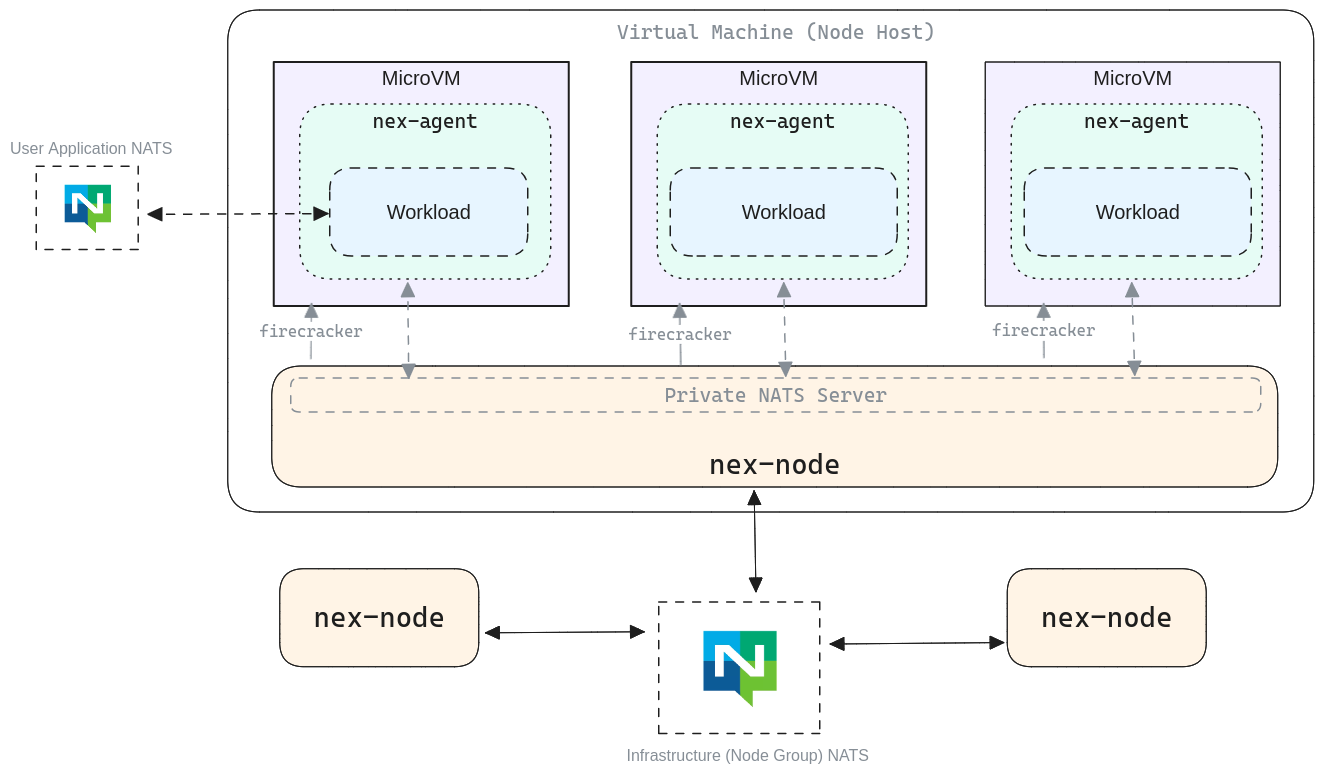 Virtual Machine (Node Host)
MicroVM
MicroVM
MicroVM
nex-agent
nex-agent
nex-agent
User Application NATS
N
Workload
Workload
Workload
firecracker
firecracker
firecracker
Private NATS Server
nex-node
nex-node
nex-node
N
Infrastructure (Node Group) NATS